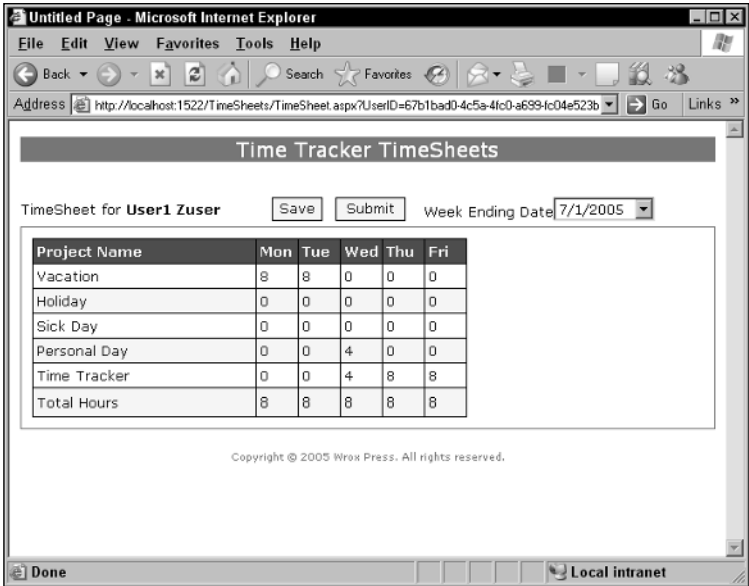 Untitled Page - Microsoft Internet Explorer
File Edit View Favorites Tools Help
Back Search Favorites
Address http://localhost:1522/TimeSheets/TimeSheet.aspx?UserID=67b1bad0-4c5a-4fc0-a699-fc04e523b Go Links »
Time Tracker TimeSheets
TimeSheet for User1 Zuser Save Submit Week Ending Date 7/1/2005
Project Name Mon Tue Wed Thu Fri
Vacation 8 8 0 0 0
Holiday 0 0 0 0 0
Sick Day 0 0 0 0 0
Personal Day 0 0 4 0 0
Time Tracker 0 0 4 8 8
Total Hours 8 8 8 8 8
Copyright © 2005 Wrox Press. All rights reserved.
Done Local intranet